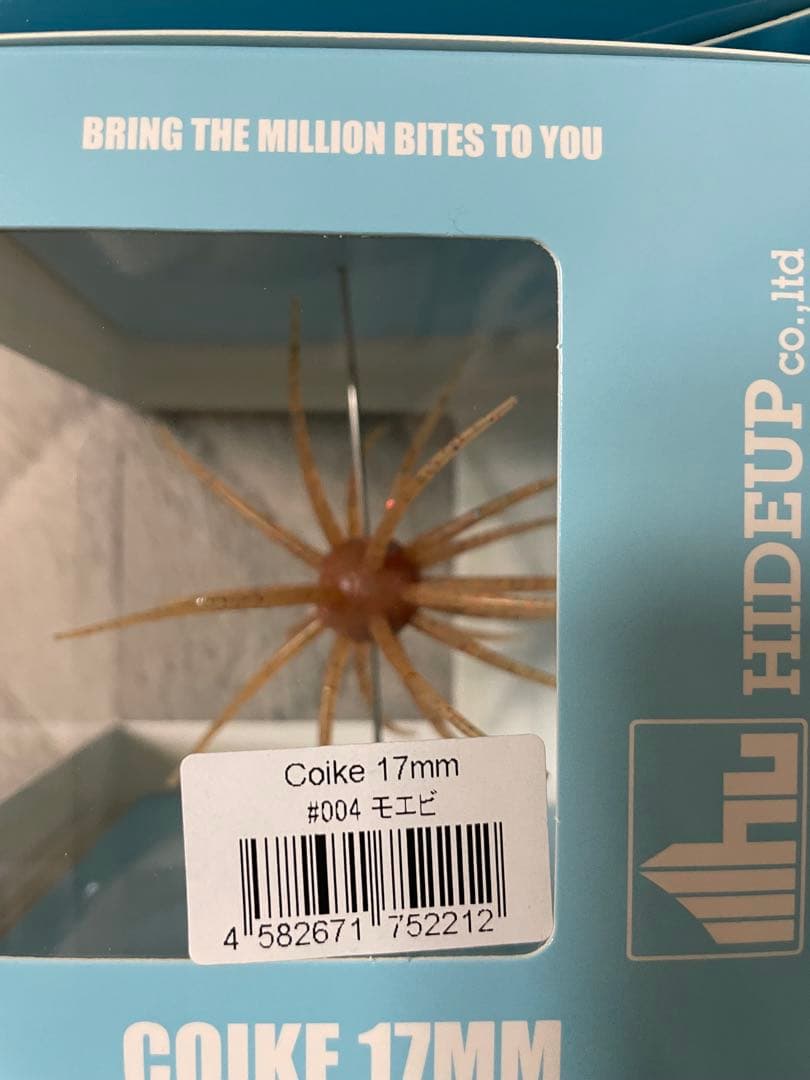 BRING THE MILLION BITES TO YOU
HIDEUP co.,ltd
hu
Coike 17mm
#004 モエビ
4 582671 752212
COIKE 17MM